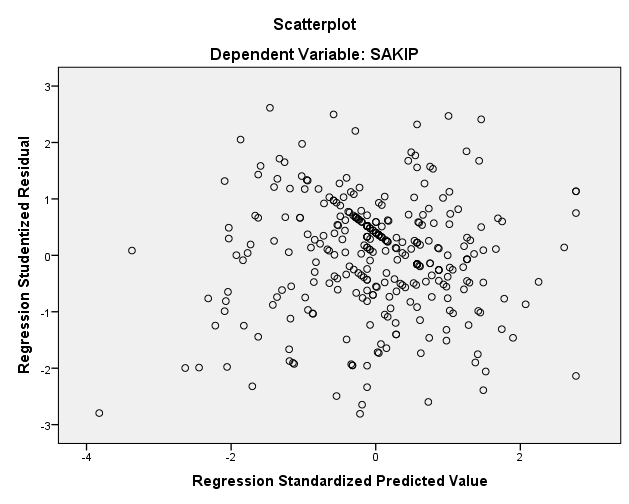 Scatterplot
Dependent Variable: SAKIP
Regression Studentized Residual
3
2
1
0
-1
-2
-3
-4
-2
0
2
Regression Standardized Predicted Value